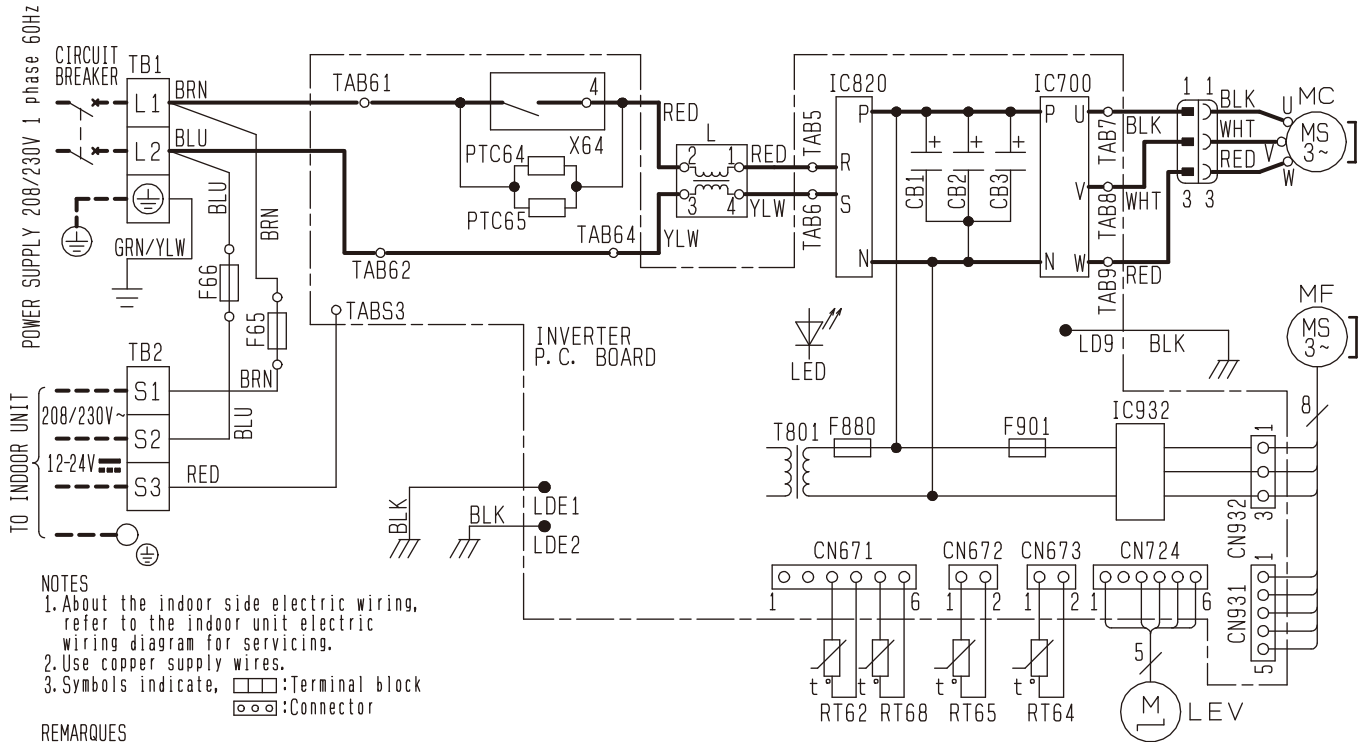 POWER SUPPLY 208/230V 1 phase 60Hz
CIRCUIT
BREAKER
TB1
L1
L2
BRN
BLU
GRN/YLW
BLU
BRN
F66
F65
TB2
S1
S2
S3
BRN
BLU
RED
TO INDOOR UNIT
208/230V~
12-24V
TAB61
4
X64
PTC64
PTC65
TAB62
TAB64
TABS3
RED
YLW
L
2 1
3 4
RED
YLW
TAB5
TAB6
IC820
P
R
S
N
CB1
+
CB2
+
CB3
+
IC700
P
N
U
V
W
TAB7
TAB8
TAB9
BLK
WHT
RED
1 1
3 3
BLK
WHT
RED
U
V
W
MC
MS
3~
MF
MS
3~
8
INVERTER
P.C. BOARD
LED
LD9
BLK
T801
F880
F901
IC932
1
3
CN932
1
5
CN931
BLK
LDE1
BLK
LDE2
CN671
1
6
CN672
1
2
CN673
1
2
CN724
1
6
t°
RT62
t°
RT68
t°
RT65
t°
RT64
5
M
LEV
NOTES
1. About the indoor side electric wiring,
refer to the indoor unit electric
wiring diagram for servicing.
2. Use copper supply wires.
3. Symbols indicate, :Terminal block
:Connector
REMARQUES